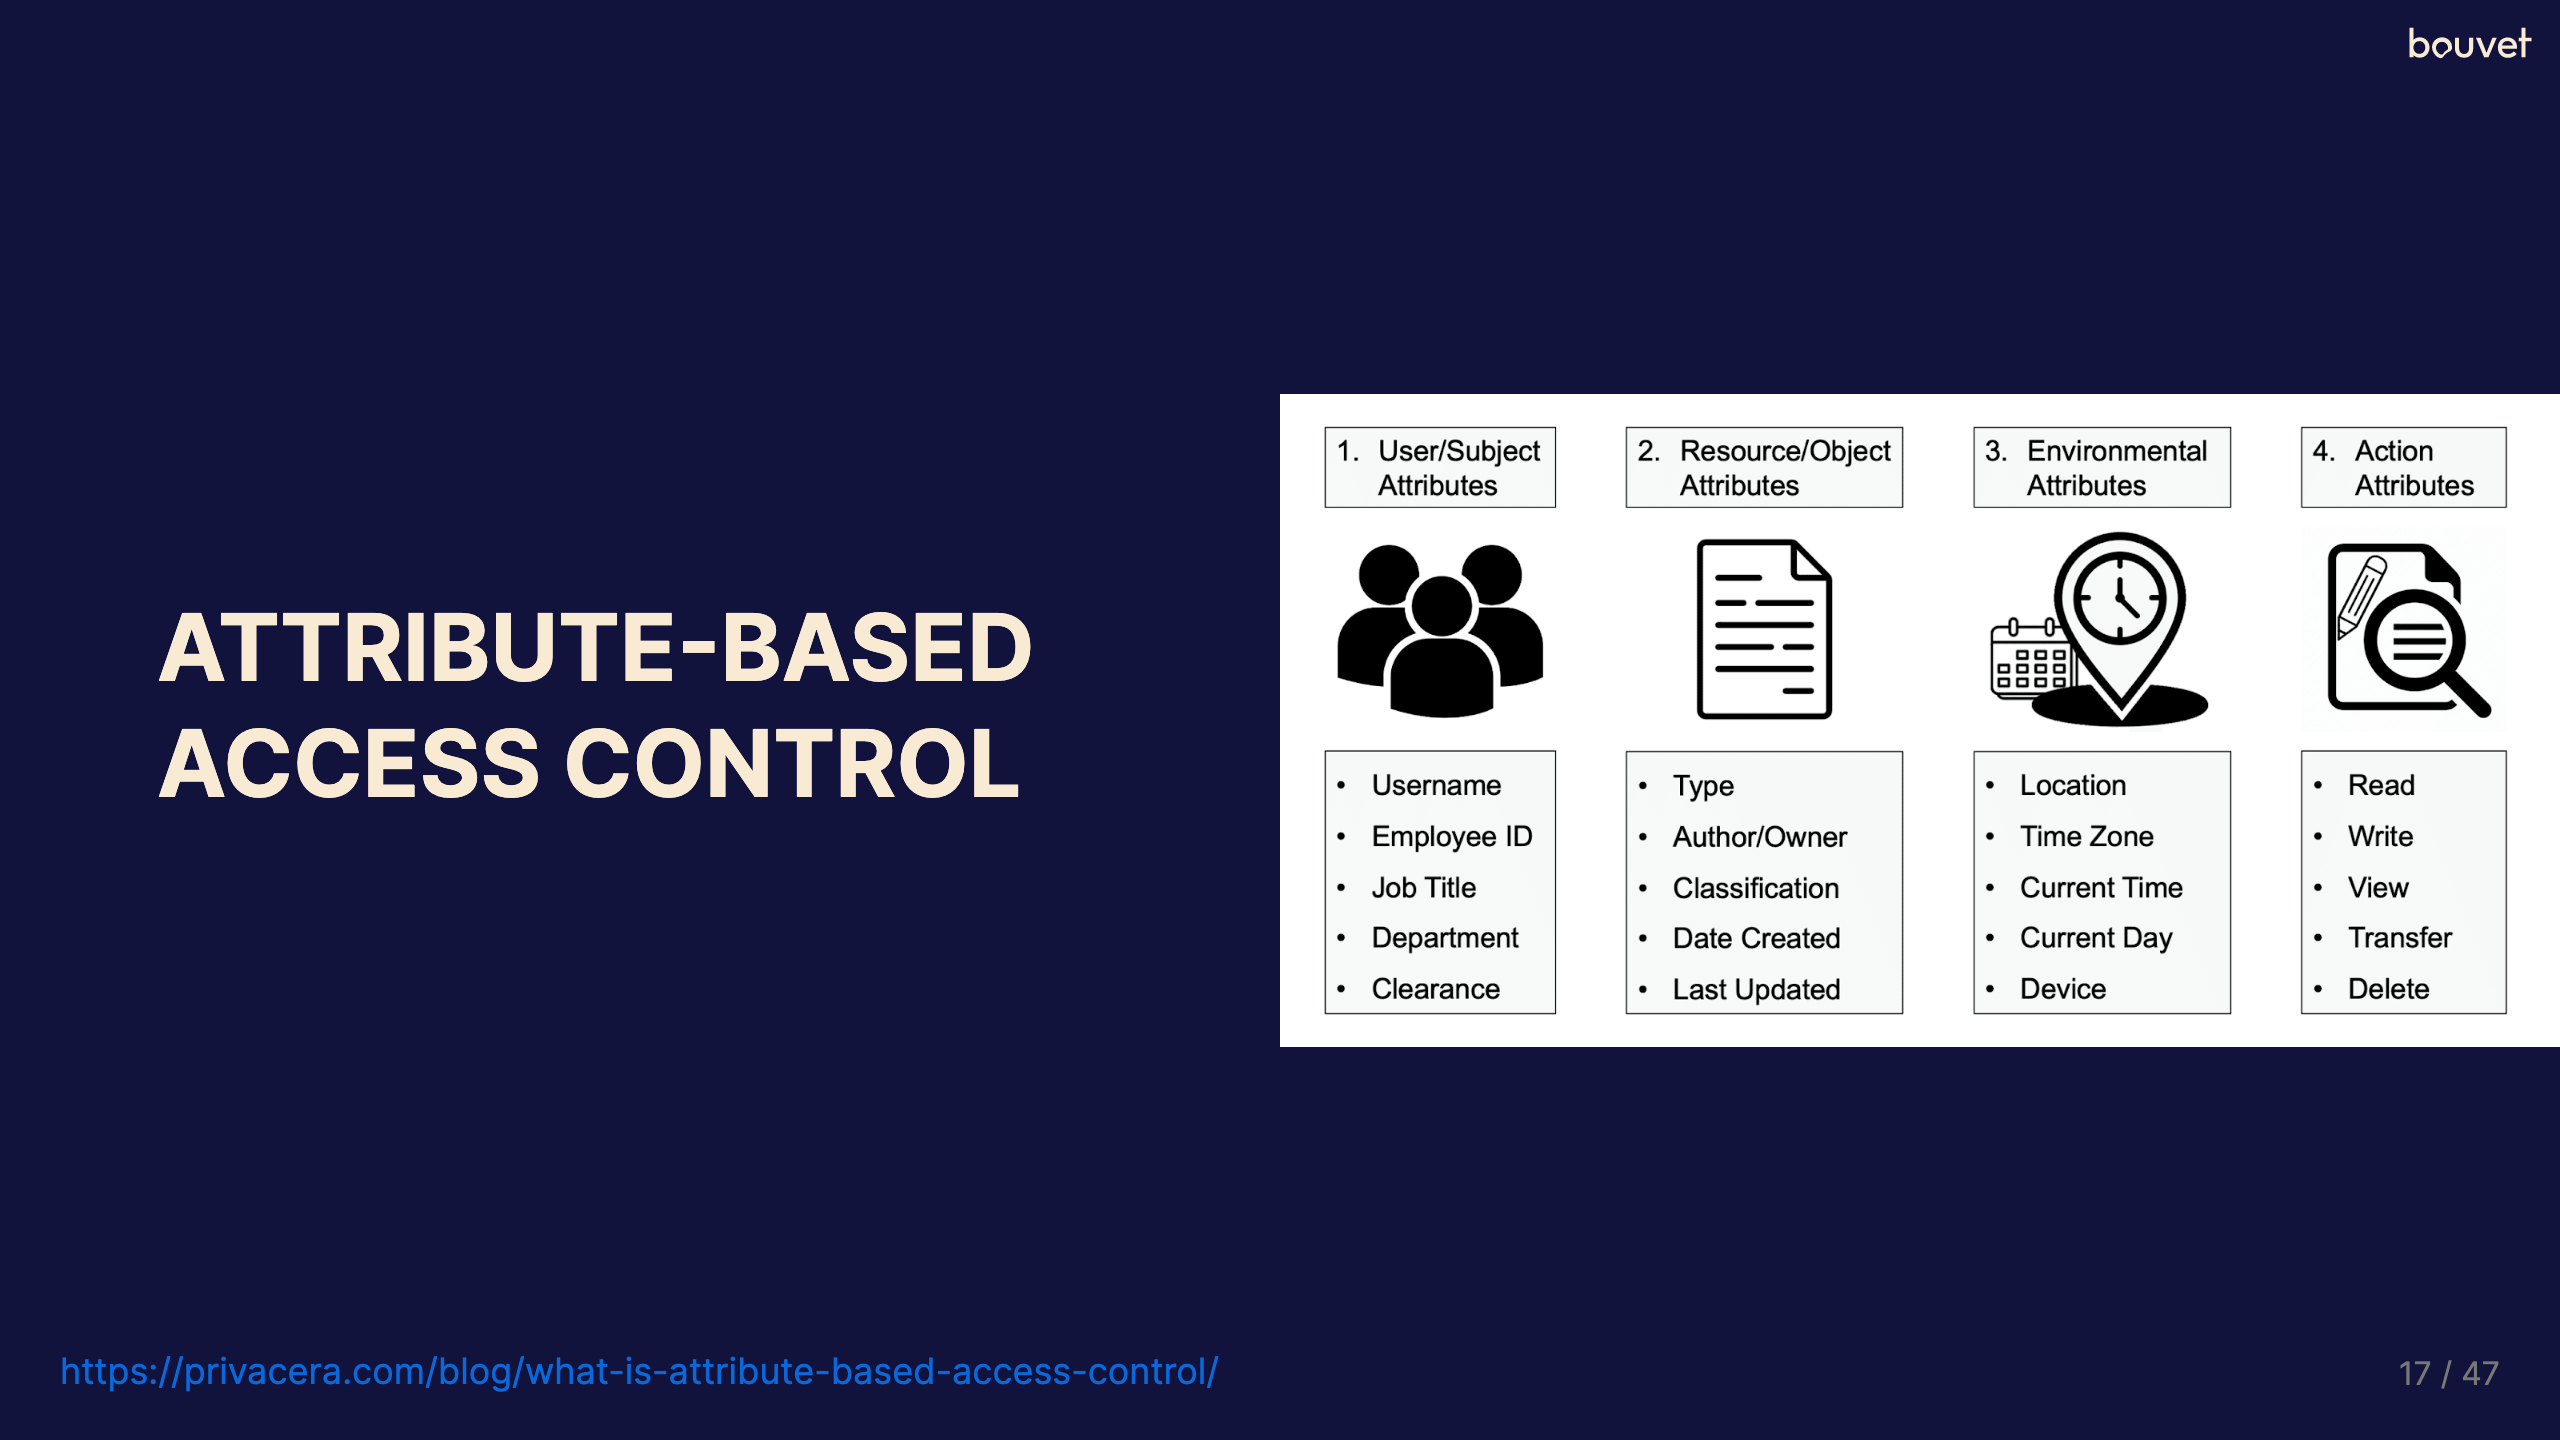 bouvet
ATTRIBUTE-BASED
ACCESS CONTROL
1. User/Subject
Attributes
• Username
• Employee ID
• Job Title
• Department
• Clearance
2. Resource/Object
Attributes
• Type
• Author/Owner
• Classification
• Date Created
• Last Updated
3. Environmental
Attributes
• Location
• Time Zone
• Current Time
• Current Day
• Device
4. Action
Attributes
• Read
• Write
• View
• Transfer
• Delete
https://privacera.com/blog/what-is-attribute-based-access-control/
17 / 47